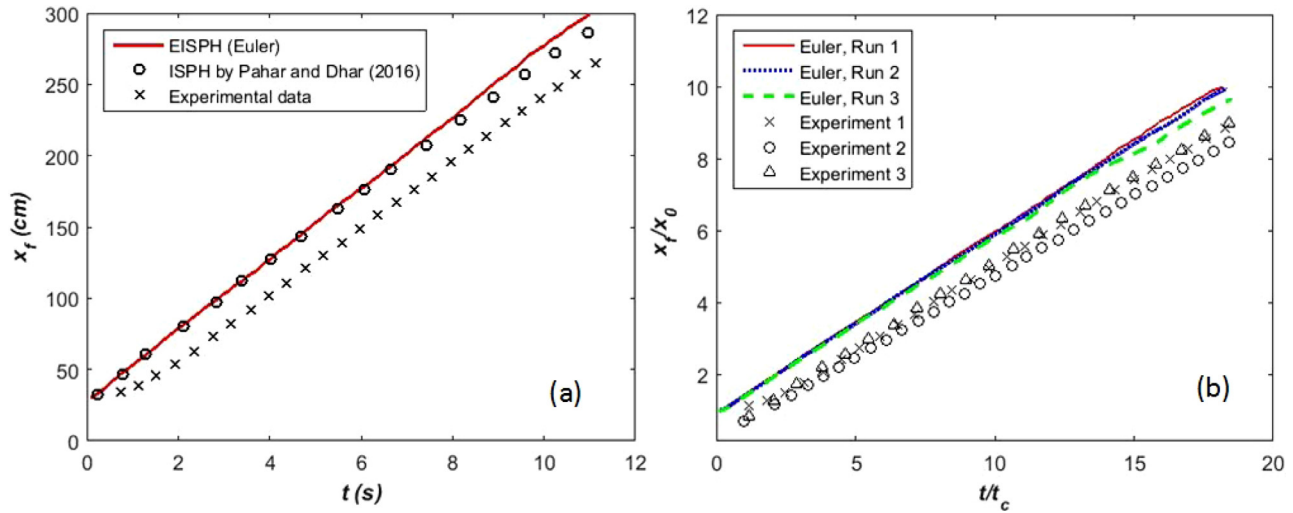 300
250
200
150
100
50
0
x_f (cm)
EISPH (Euler)
ISPH by Pahar and Dhar (2016)
Experimental data
(a)
0 2 4 6 8 10 12
t (s)
12
10
8
6
4
2
x_f/x_0
Euler, Run 1
Euler, Run 2
Euler, Run 3
Experiment 1
Experiment 2
Experiment 3
(b)
0 5 10 15 20
t/t_c